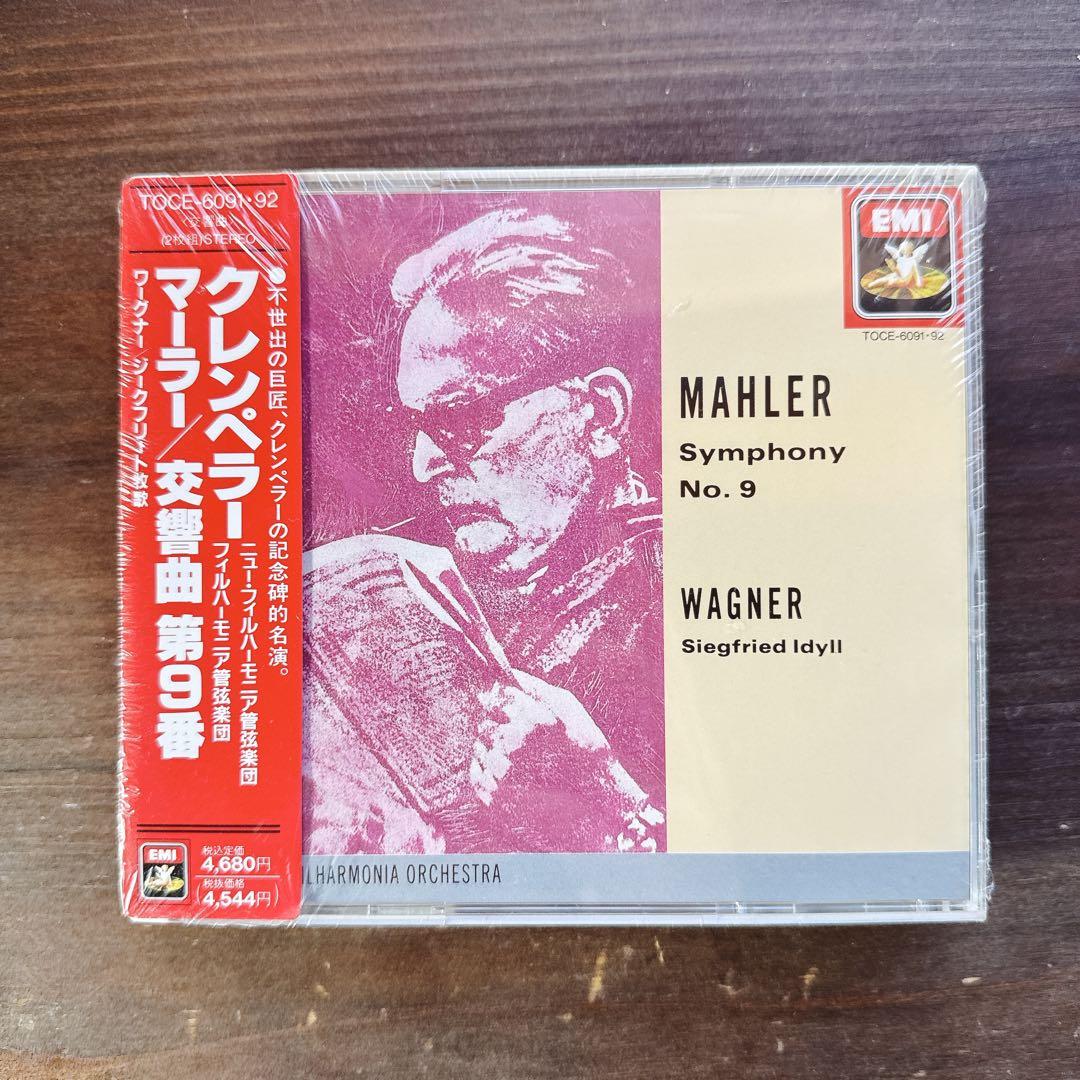 TOCE-6091・92
〈交響曲〉
(2枚組)STEREO
●不世出の巨匠、クレンペラーの記念碑的名演。
クレンペラー
ニュー・フィルハーモニア管弦楽団
フィルハーモニア管弦楽団
マーラー/交響曲 第9番
ワーグナー/ジークフリート牧歌
EMI
税込定価
4,680円
(税抜価格
4,544円)
EMI
TOCE-6091・92
MAHLER
Symphony
No. 9
WAGNER
Siegfried Idyll
ILHARMONIA ORCHESTRA